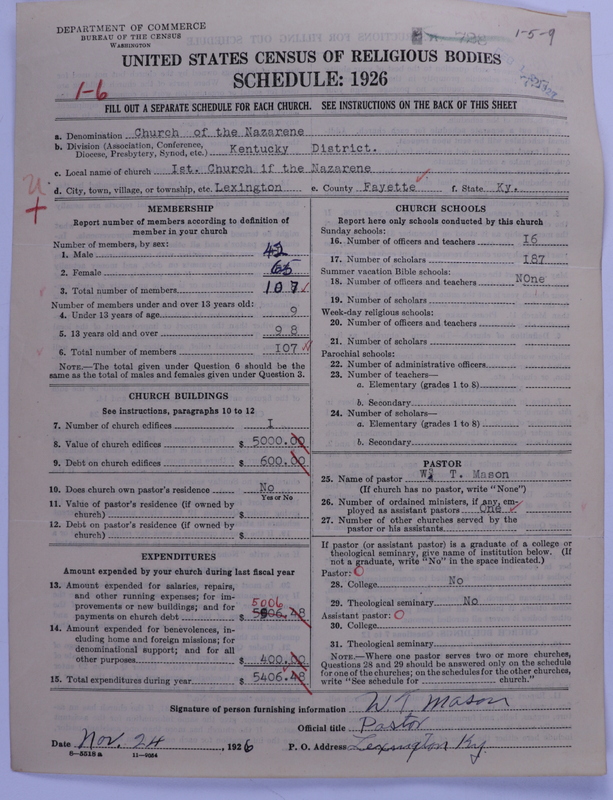 DEPARTMENT OF COMMERCE
BUREAU OF THE CENSUS
WASHINGTON
1-5-9
UNITED STATES CENSUS OF RELIGIOUS BODIES
SCHEDULE: 1926
1-6
FILL OUT A SEPARATE SCHEDULE FOR EACH CHURCH. SEE INSTRUCTIONS ON THE BACK OF THIS SHEET
a. Denomination Church of the Nazarene
b. Division (Association, Conference, Diocese, Presbytery, Synod, etc.) Kentucky District.
c. Local name of church Ist. Church if the Nazarene
d. City, town, village, or township, etc. Lexington e. County Fayette f. State Ky.
MEMBERSHIP
Report number of members according to definition of
member in your church
Number of members, by sex:
1. Male 42
2. Female 65
3. Total number of members 107
Number of members under and over 13 years old:
4. Under 13 years of age 9
5. 13 years old and over 98
6. Total number of members I07
NOTE.—The total given under Question 6 should be
same as the total of males and females given under Question 3.
CHURCH BUILDINGS
See instructions, paragraphs 10 to 12
7. Number of church edifices I
8. Value of church edifices $ 5000.00
9. Debt on church edifices $ 600.00
10. Does church own pastor's residence No
Yes or No
11. Value of pastor's residence (if owned by
church) $
12. Debt on pastor's residence (if owned by
church) $
EXPENDITURES
Amount expended by your church during last fiscal year
13. Amount expended for salaries, repairs,
and other running expenses; for im-
provements or new buildings; and for 5006
payments on church debt $ 5006.48
14. Amount expended for benevolences, in-
cluding home and foreign missions; for
denominational support; and for all
other purposes $ 400.00
15. Total expenditures during year $ 5406.48
CHURCH SCHOOLS
Report here only schools conducted by this church
Sunday schools:
16. Number of officers and teachers I6
17. Number of scholars I87
Summer vacation Bible schools:
18. Number of officers and teachers NOne
19. Number of scholars
Week-day religious schools:
20. Number of officers and teachers
21. Number of scholars
Parochial schools:
22. Number of administrative officers
23. Number of teachers—
a. Elementary (grades 1 to 8)
b. Secondary
24. Number of scholars—
a. Elementary (grades 1 to 8)
b. Secondary
PASTOR
25. Name of pastor W. T. Mason
(If church has no pastor, write "None")
26. Number of ordained ministers, if any, em-
ployed as assistant pastors One
27. Number of other churches served by the
pastor or his assistants
If pastor (or assistant pastor) is a graduate of a college or
theological seminary, give name of institution below. (If
not a graduate, write "No" in the space indicated.)
Pastor:
28. College No
29. Theological seminary No
Assistant pastor:
30. College
31. Theological seminary
NOTE.—Where one pastor serves two or more churches,
Questions 28 and 29 should be answered only on the schedule
for one of the churches; on the schedules for the other churches,
write "See schedule for church."
Signature of person furnishing information W. T. Mason
Official title Pastor
Date Nov. 24, 1926 P. O. Address Lexington Ky.
8—5518 a 11—9054